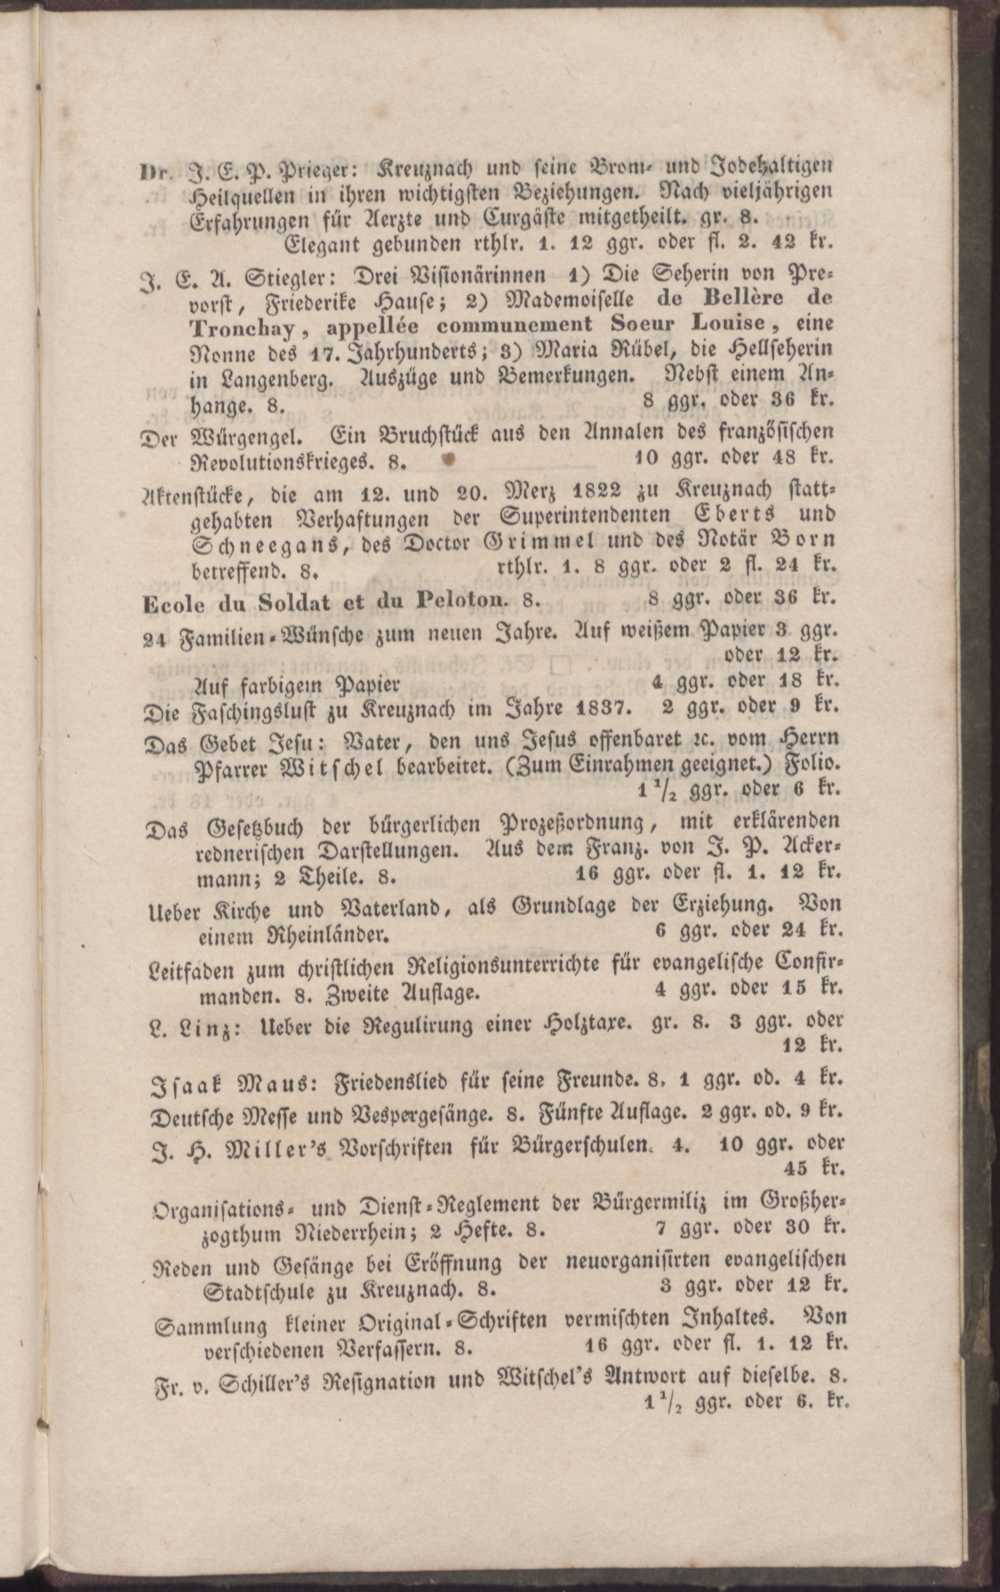 Dr. J. E. P. Prieger: Kreuznach und seine Brom- und Jodehaltigen
Heilquellen in ihren wichtigsten Beziehungen. Nach vieljährigen
Erfahrungen für Aerzte und Curgäste mitgetheilt. gr. 8.
Elegant gebunden rthlr. 1. 12 ggr. oder fl. 2. 42 kr.
J. E. A. Stiegler: Drei Visionärinnen 1) Die Seherin von Pre-
vorst, Friederike Hause; 2) Mademoiselle de Bellère de
Tronchay, appellée communement Soeur Louise, eine
Nonne des 17. Jahrhunderts; 3) Maria Rübel, die Hellseherin
in Langenberg. Auszüge und Bemerkungen. Nebst einem An-
hange. 8. 8 ggr. oder 36 kr.
Der Würgengel. Ein Bruchstück aus den Annalen des französischen
Revolutionskrieges. 8. 10 ggr. oder 48 kr.
Aktenstücke, die am 12. und 20. Merz 1822 zu Kreuznach statt-
gehabten Verhaftungen der Superintendenten Eberts und
Schneegans, des Doctor Grimmel und des Notär Born
betreffend. 8. rthlr. 1. 8 ggr. oder 2 fl. 24 kr.
Ecole du Soldat et du Peloton. 8. 8 ggr. oder 36 kr.
24 Familien-Wünsche zum neuen Jahre. Auf weißem Papier 3 ggr.
oder 12 kr.
Auf farbigem Papier 4 ggr. oder 18 kr.
Die Faschingslust zu Kreuznach im Jahre 1837. 2 ggr. oder 9 kr.
Das Gebet Jesu: Vater, den uns Jesus offenbaret ꝛc. vom Herrn
Pfarrer Witschel bearbeitet. (Zum Einrahmen geeignet.) Folio.
1 1/2 ggr. oder 6 kr.
Das Gesetzbuch der bürgerlichen Prozeßordnung, mit erklärenden
rednerischen Darstellungen. Aus dem Franz. von J. P. Acker-
mann; 2 Theile. 8. 16 ggr. oder fl. 1. 12 kr.
Ueber Kirche und Vaterland, als Grundlage der Erziehung. Von
einem Rheinländer. 6 ggr. oder 24 kr.
Leitfaden zum christlichen Religionsunterrichte für evangelische Confir-
manden. 8. Zweite Auflage. 4 ggr. oder 15 kr.
L. Linz: Ueber die Regulirung einer Holztaxe. gr. 8. 3 ggr. oder
12 kr.
Isaak Maus: Friedenslied für seine Freunde. 8. 1 ggr. od. 4 kr.
Deutsche Messe und Vespergesänge. 8. Fünfte Auflage. 2 ggr. od. 9 kr.
J. H. Miller's Vorschriften für Bürgerschulen. 4. 10 ggr. oder
45 kr.
Organisations- und Dienst-Reglement der Bürgermiliz im Großher-
zogthum Niederrhein; 2 Hefte. 8. 7 ggr. oder 30 kr.
Reden und Gesänge bei Eröffnung der neuorganisirten evangelischen
Stadtschule zu Kreuznach. 8. 3 ggr. oder 12 kr.
Sammlung kleiner Original-Schriften vermischten Inhaltes. Von
verschiedenen Verfassern. 8. 16 ggr. oder fl. 1. 12 kr.
Fr. v. Schiller's Resignation und Witschel's Antwort auf dieselbe. 8.
1 1/2 ggr. oder 6. kr.